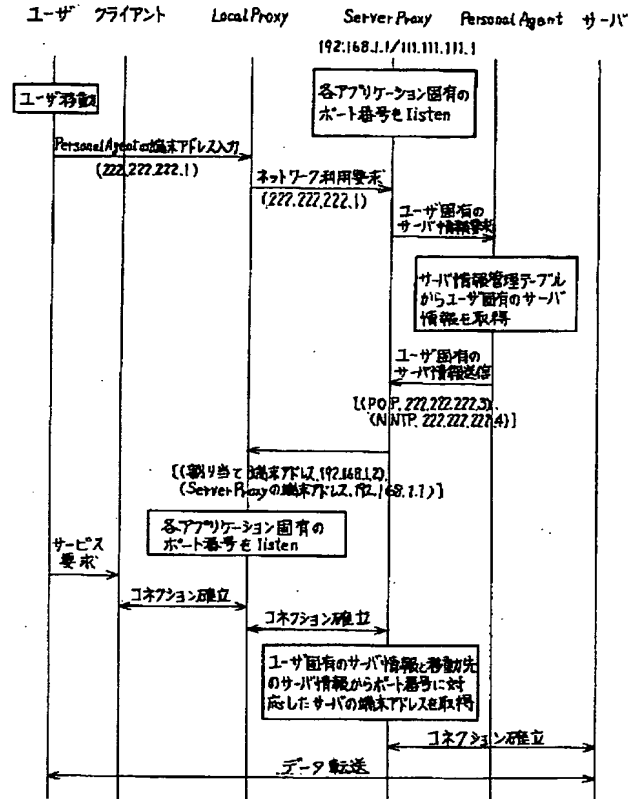 ユーザ クライアント LocalProxy ServerProxy PersonalAgent サーバ
192.168.1.1/111.111.111.1
ユーザ移動
各アプリケーション固有の
ポート番号をlisten
PersonalAgentの端末アドレス入力
(222.222.222.1)
ネットワーク利用要求
(222.222.222.1)
ユーザ固有の
サーバ情報要求
サーバ情報管理テーブル
からユーザ固有のサーバ
情報を取得
ユーザ固有の
サーバ情報送信
[(POP, 222.222.222.3),
(NNTP, 222.222.222.4)]
[(割り当てる端末アドレス, 192.168.1.2),
(ServerProxyの端末アドレス, 192.168.1.1)]
各アプリケーション固有の
ポート番号をlisten
サービス
要求
コネクション確立
コネクション確立
ユーザ固有のサーバ情報と移動先
のサーバ情報からポート番号に対
応したサーバの端末アドレスを取得
コネクション確立
データ転送